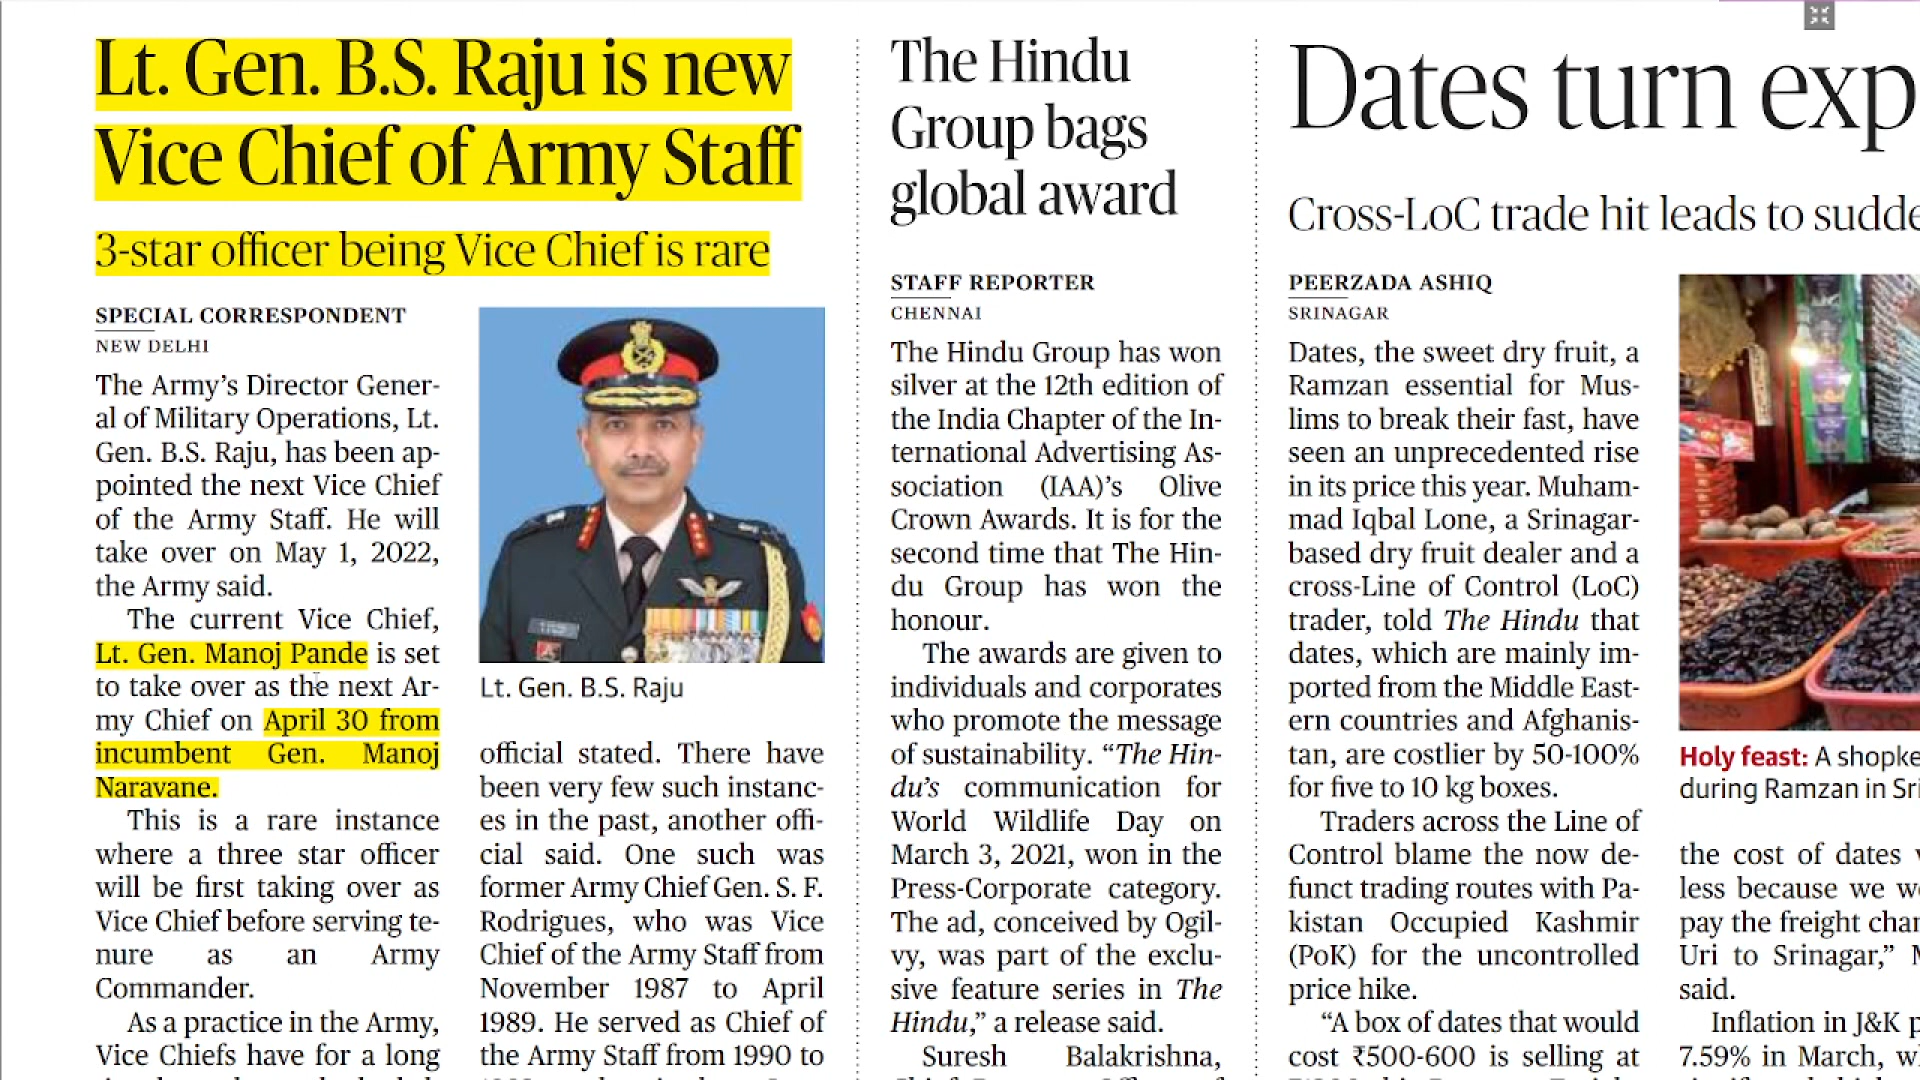 Lt. Gen. B.S. Raju is new
Vice Chief of Army Staff
3-star officer being Vice Chief is rare
SPECIAL CORRESPONDENT
NEW DELHI
The Army’s Director Gener-
al of Military Operations, Lt.
Gen. B.S. Raju, has been ap-
pointed the next Vice Chief
of the Army Staff. He will
take over on May 1, 2022,
the Army said.
The current Vice Chief,
Lt. Gen. Manoj Pande is set
to take over as the next Ar-
my Chief on April 30 from
incumbent Gen. Manoj
Naravane.
This is a rare instance
where a three star officer
will be first taking over as
Vice Chief before serving te-
nure as an Army
Commander.
As a practice in the Army,
Vice Chiefs have for a long
Lt. Gen. B.S. Raju
official stated. There have
been very few such instanc-
es in the past, another offi-
cial said. One such was
former Army Chief Gen. S. F.
Rodrigues, who was Vice
Chief of the Army Staff from
November 1987 to April
1989. He served as Chief of
the Army Staff from 1990 to
The Hindu
Group bags
global award
STAFF REPORTER
CHENNAI
The Hindu Group has won
silver at the 12th edition of
the India Chapter of the In-
ternational Advertising As-
sociation (IAA)’s Olive
Crown Awards. It is for the
second time that The Hin-
du Group has won the
honour.
The awards are given to
individuals and corporates
who promote the message
of sustainability. “The Hin-
du’s communication for
World Wildlife Day on
March 3, 2021, won in the
Press-Corporate category.
The ad, conceived by Ogil-
vy, was part of the exclu-
sive feature series in The
Hindu,” a release said.
Suresh Balakrishna,
Dates turn exp
Cross-LoC trade hit leads to sudde
PEERZADA ASHIQ
SRINAGAR
Dates, the sweet dry fruit, a
Ramzan essential for Mus-
lims to break their fast, have
seen an unprecedented rise
in its price this year. Muham-
mad Iqbal Lone, a Srinagar-
based dry fruit dealer and a
cross-Line of Control (LoC)
trader, told The Hindu that
dates, which are mainly im-
ported from the Middle East-
ern countries and Afghanis-
tan, are costlier by 50-100%
for five to 10 kg boxes.
Traders across the Line of
Control blame the now de-
funct trading routes with Pa-
kistan Occupied Kashmir
(PoK) for the uncontrolled
price hike.
“A box of dates that would
cost ₹500-600 is selling at
Holy feast: A shopke
during Ramzan in Sri
the cost of dates
less because we we
pay the freight char
Uri to Srinagar,”
said.
Inflation in J&K p
7.59% in March, w